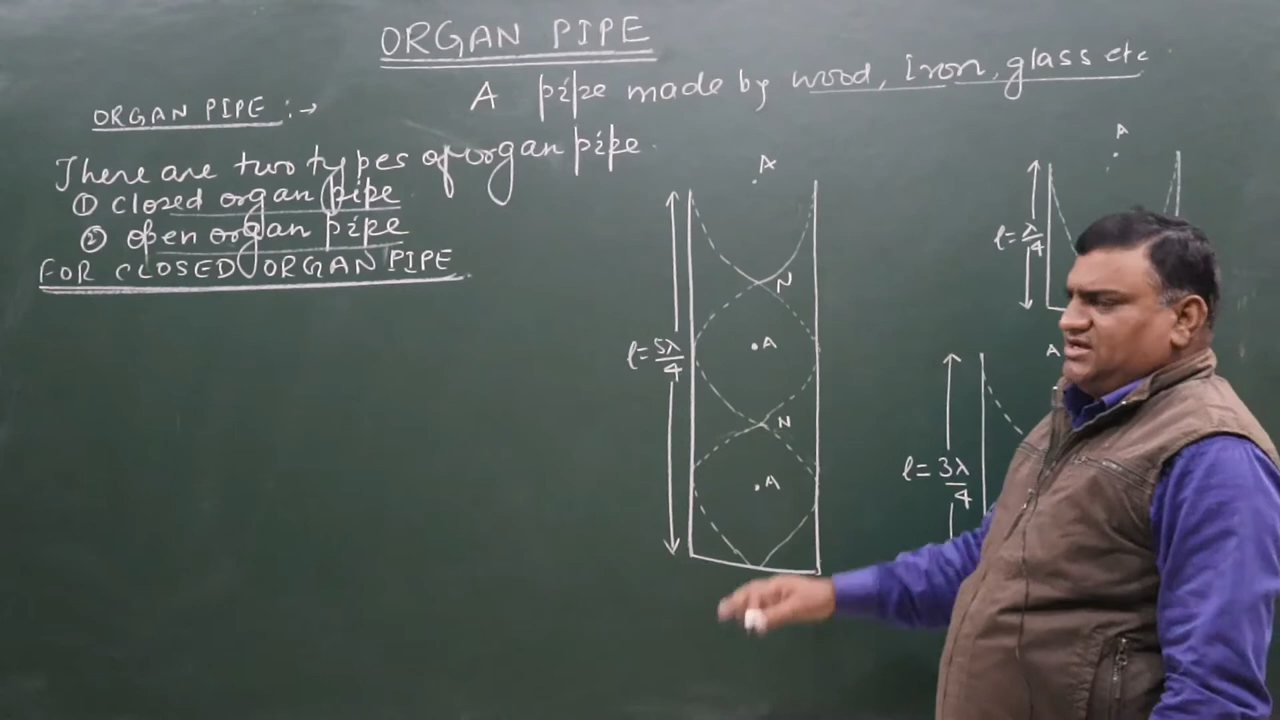 ORGAN PIPE
A pipe made by wood, Iron, glass etc
ORGAN PIPE :→
There are two types of organ pipe.
① closed organ pipe
② open organ pipe
FOR CLOSED ORGAN PIPE
A
N
l = 5λ/4
A
N
A
A
l = λ/4
A
l = 3λ/4